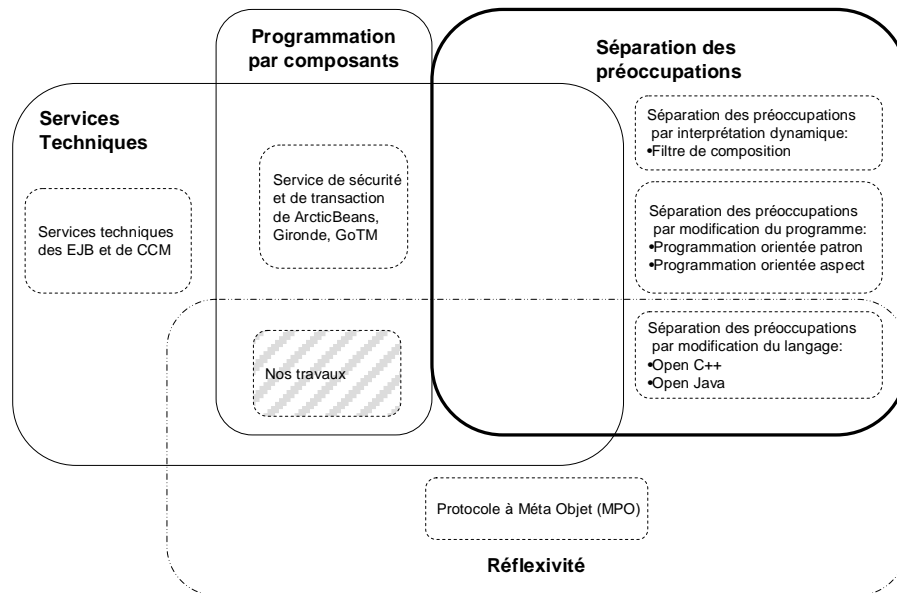 Programmation
par composants
Séparation des
préoccupations
Services
Techniques
Séparation des préoccupations
par interprétation dynamique:
•Filtre de composition
Service de sécurité
et de transaction
de ArcticBeans,
Gironde, GoTM
Services techniques
des EJB et de CCM
Séparation des préoccupations
par modification du programme:
•Programmation orientée patron
•Programmation orientée aspect
Séparation des préoccupations
par modification du langage:
•Open C++
•Open Java
Nos travaux
Protocole à Méta Objet (MPO)
Réflexivité